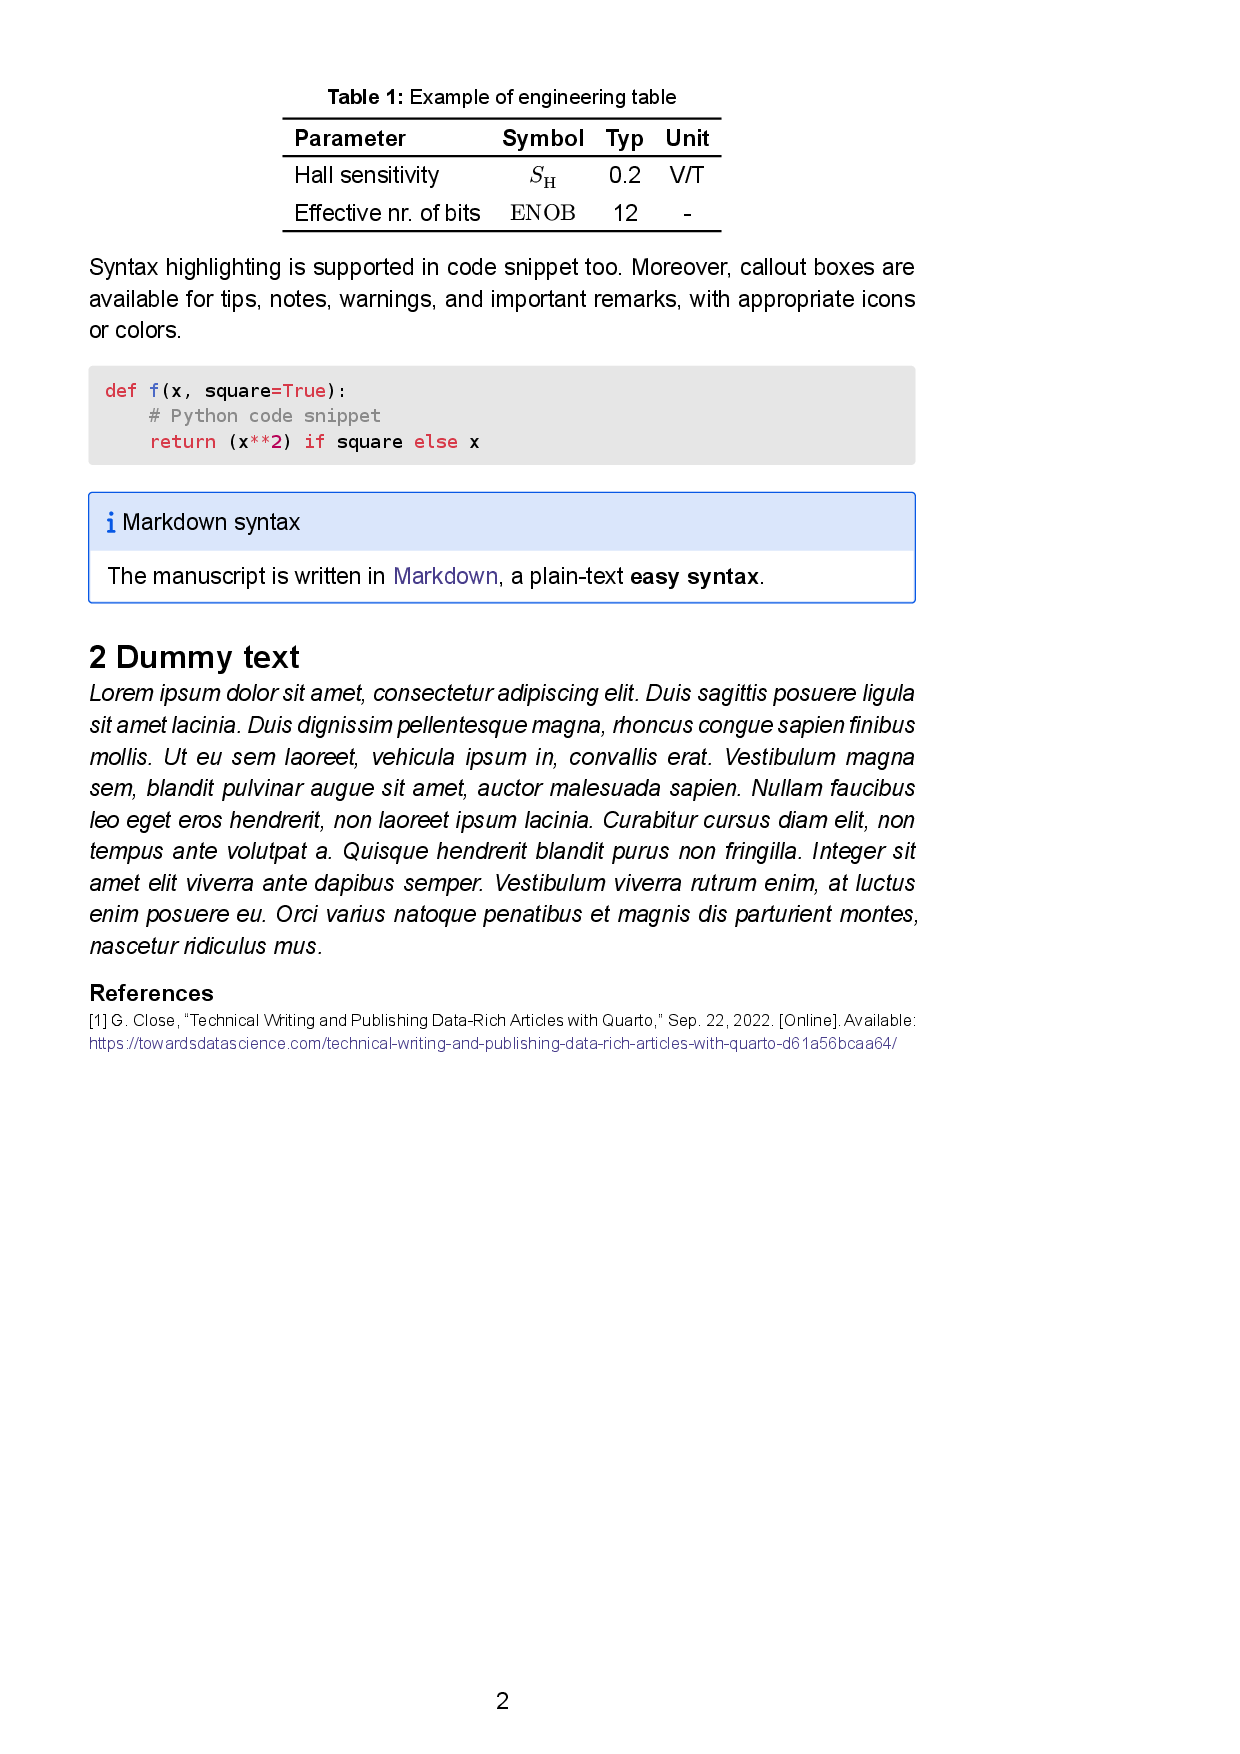 Table 1: Example of engineering table
Parameter Symbol Typ Unit
Hall sensitivity S_H 0.2 V/T
Effective nr. of bits ENOB 12 -
Syntax highlighting is supported in code snippet too. Moreover, callout boxes are
available for tips, notes, warnings, and important remarks, with appropriate icons
or colors.
def f(x, square=True):
    # Python code snippet
    return (x**2) if square else x
Markdown syntax
The manuscript is written in Markdown, a plain-text easy syntax.
2 Dummy text
Lorem ipsum dolor sit amet, consectetur adipiscing elit. Duis sagittis posuere ligula
sit amet lacinia. Duis dignissim pellentesque magna, rhoncus congue sapien finibus
mollis. Ut eu sem laoreet, vehicula ipsum in, convallis erat. Vestibulum magna
sem, blandit pulvinar augue sit amet, auctor malesuada sapien. Nullam faucibus
leo eget eros hendrerit, non laoreet ipsum lacinia. Curabitur cursus diam elit, non
tempus ante volutpat a. Quisque hendrerit blandit purus non fringilla. Integer sit
amet elit viverra ante dapibus semper. Vestibulum viverra rutrum enim, at luctus
enim posuere eu. Orci varius natoque penatibus et magnis dis parturient montes,
nascetur ridiculus mus.
References
[1] G. Close, “Technical Writing and Publishing Data-Rich Articles with Quarto,” Sep. 22, 2022. [Online]. Available:
https://towardsdatascience.com/technical-writing-and-publishing-data-rich-articles-with-quarto-d61a56bcaa64/
2